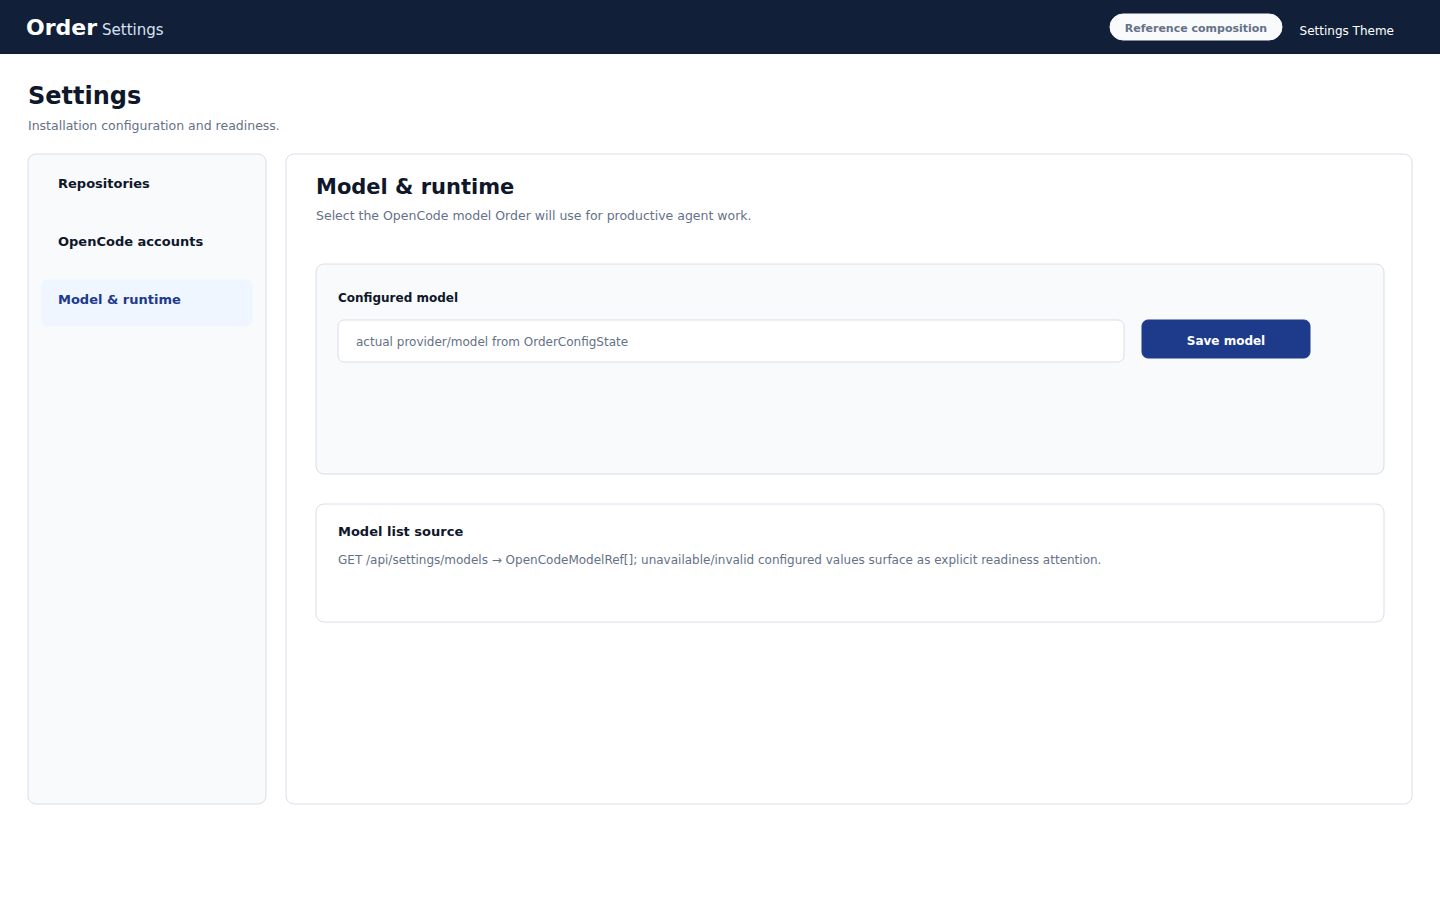 Order Settings
Reference composition
Settings Theme
Settings
Installation configuration and readiness.
Repositories
OpenCode accounts
Model & runtime
Model & runtime
Select the OpenCode model Order will use for productive agent work.
Configured model
actual provider/model from OrderConfigState
Save model
Model list source
GET /api/settings/models → OpenCodeModelRef[]; unavailable/invalid configured values surface as explicit readiness attention.